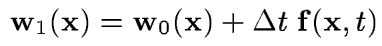 w₁(x) = w₀(x) + Δt f(x, t)